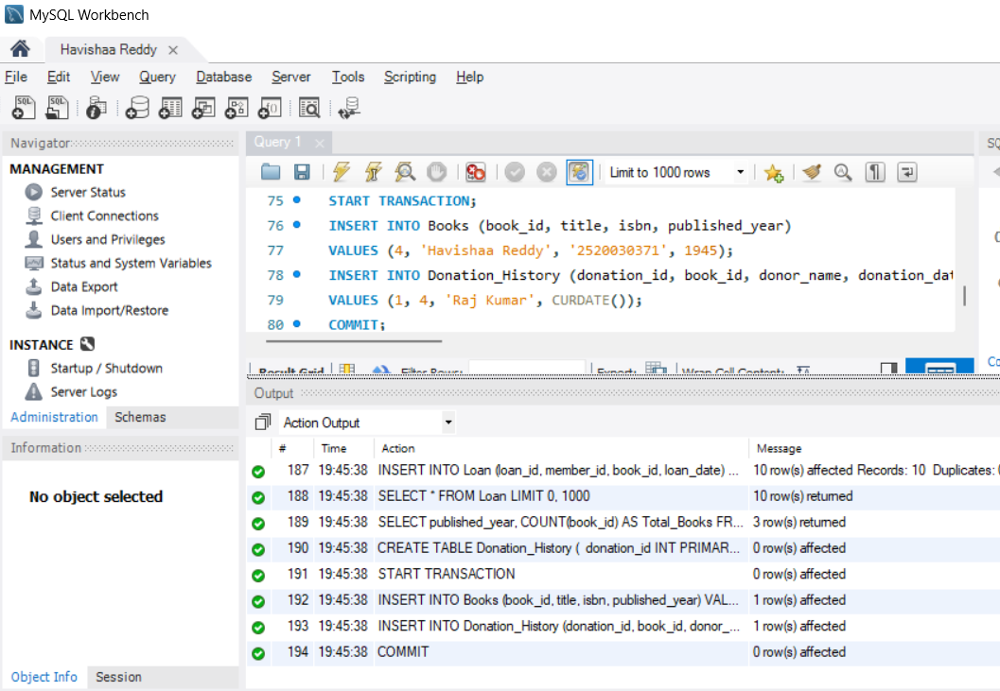 MySQL Workbench
Havishaa Reddy
File Edit View Query Database Server Tools Scripting Help
Navigator
MANAGEMENT
Server Status
Client Connections
Users and Privileges
Status and System Variables
Data Export
Data Import/Restore
INSTANCE
Startup / Shutdown
Server Logs
Administration Schemas
Information
No object selected
Object Info Session
Query 1
Limit to 1000 rows
75 START TRANSACTION;
76 INSERT INTO Books (book_id, title, isbn, published_year)
77 VALUES (4, 'Havishaa Reddy', '2520030371', 1945);
78 INSERT INTO Donation_History (donation_id, book_id, donor_name, donation_dat
79 VALUES (1, 4, 'Raj Kumar', CURDATE());
80 COMMIT;
Result Grid Filter Rows: Export: Wrap Cell Content:
Output
Action Output
# Time Action Message
187 19:45:38 INSERT INTO Loan (loan_id, member_id, book_id, loan_date) ... 10 row(s) affected Records: 10 Duplicates:
188 19:45:38 SELECT * FROM Loan LIMIT 0, 1000 10 row(s) returned
189 19:45:38 SELECT published_year, COUNT(book_id) AS Total_Books FR... 3 row(s) returned
190 19:45:38 CREATE TABLE Donation_History ( donation_id INT PRIMAR... 0 row(s) affected
191 19:45:38 START TRANSACTION 0 row(s) affected
192 19:45:38 INSERT INTO Books (book_id, title, isbn, published_year) VAL... 1 row(s) affected
193 19:45:38 INSERT INTO Donation_History (donation_id, book_id, donor_... 1 row(s) affected
194 19:45:38 COMMIT 0 row(s) affected
SQ
Co